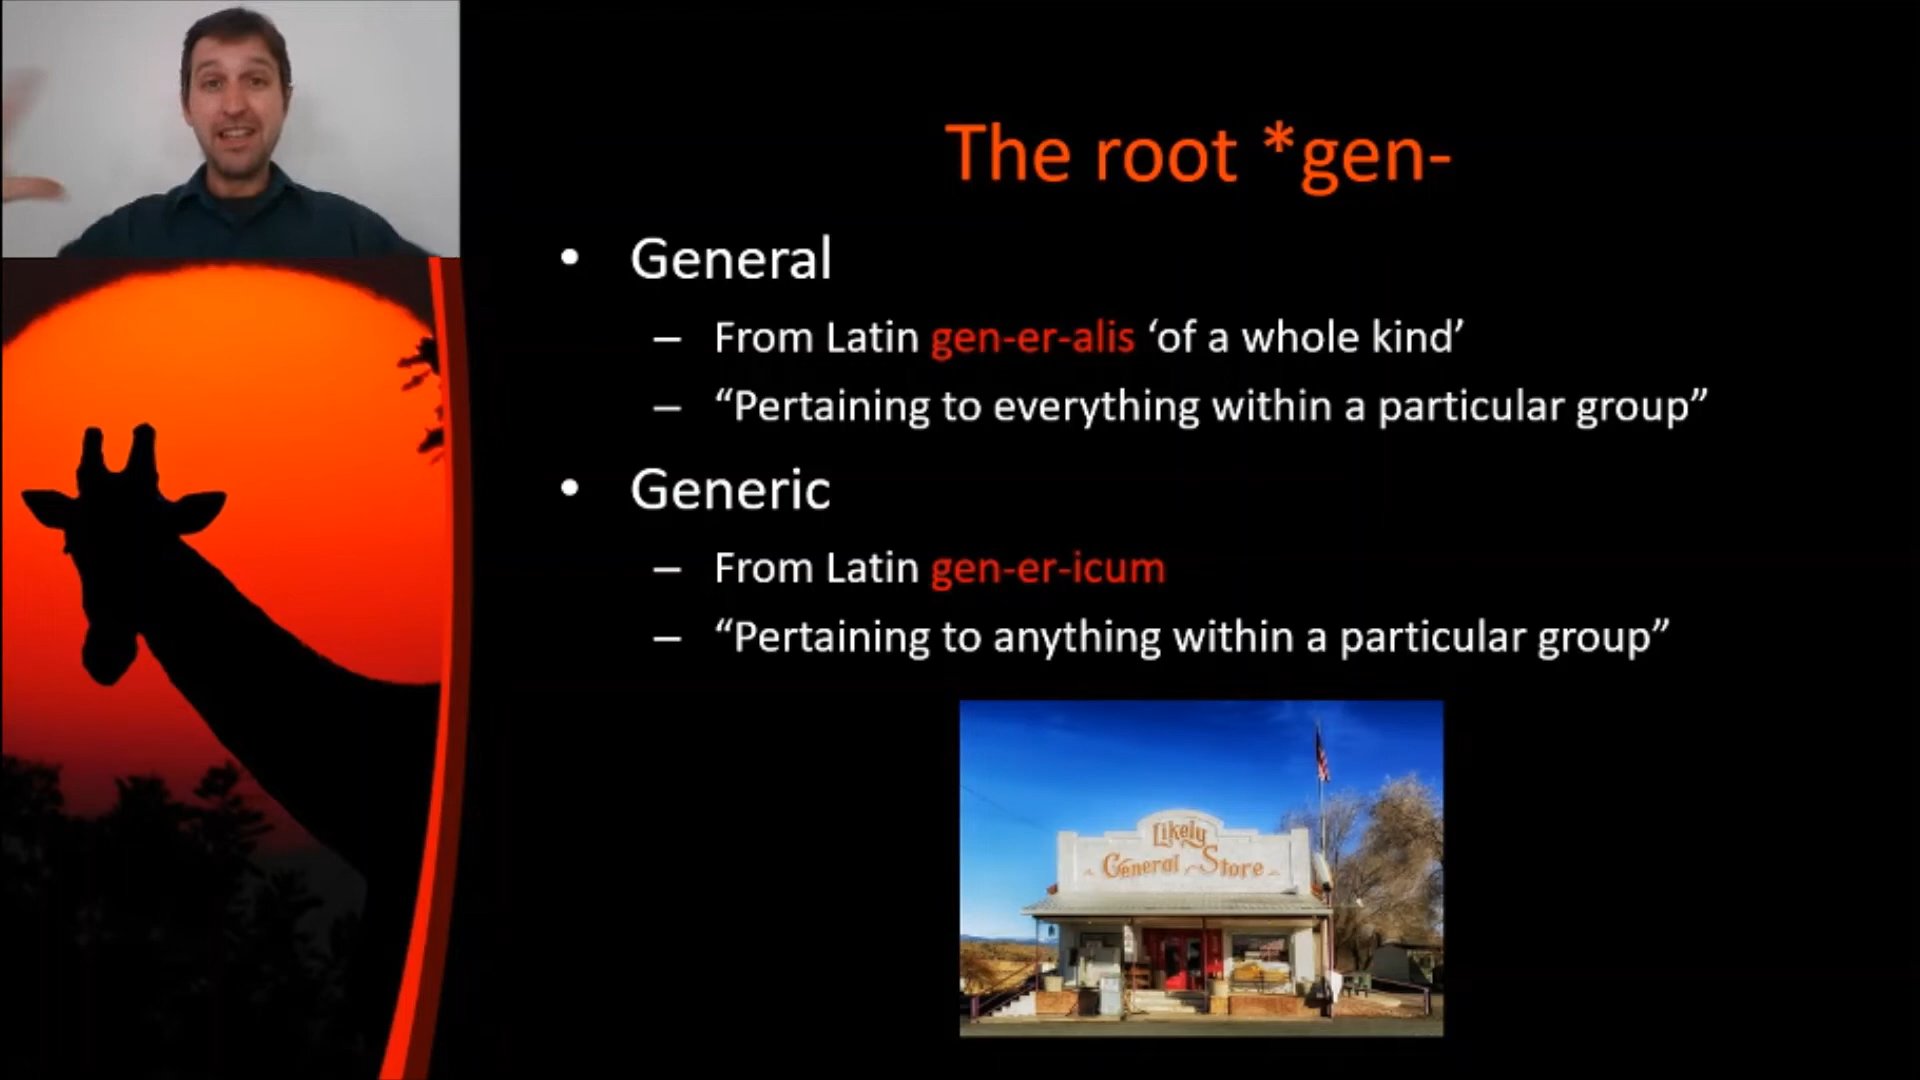 The root *gen-
• General
– From Latin gen-er-alis ‘of a whole kind’
– “Pertaining to everything within a particular group”
• Generic
– From Latin gen-er-icum
– “Pertaining to anything within a particular group”
Likely
General Store